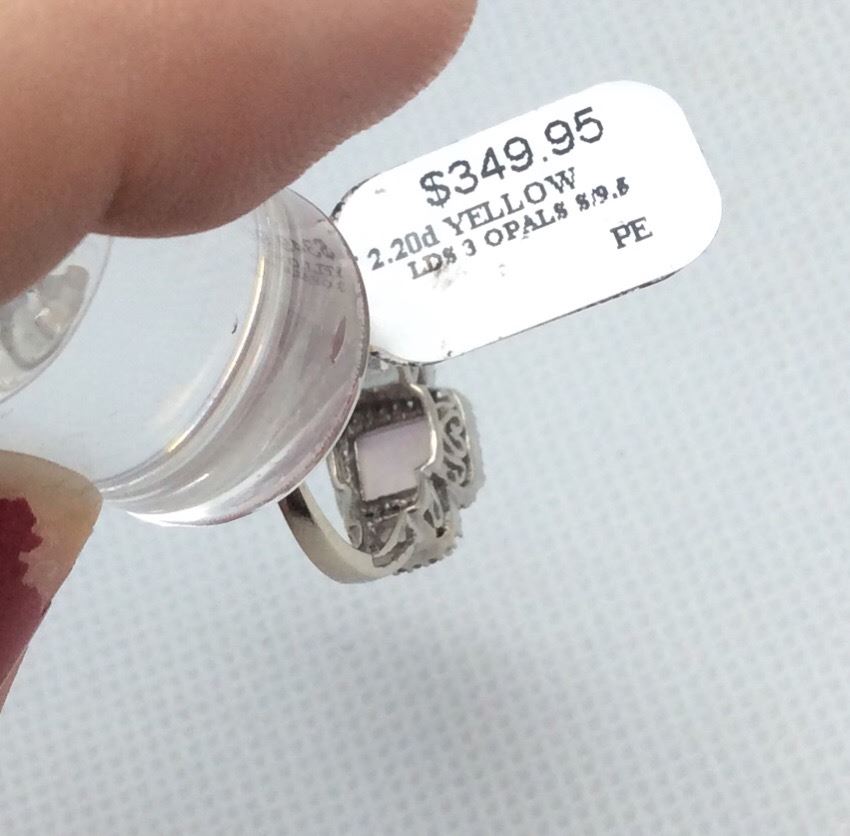 $349.95
2.20d YELLOW
LDS 3 OPALS S/9.5
PE